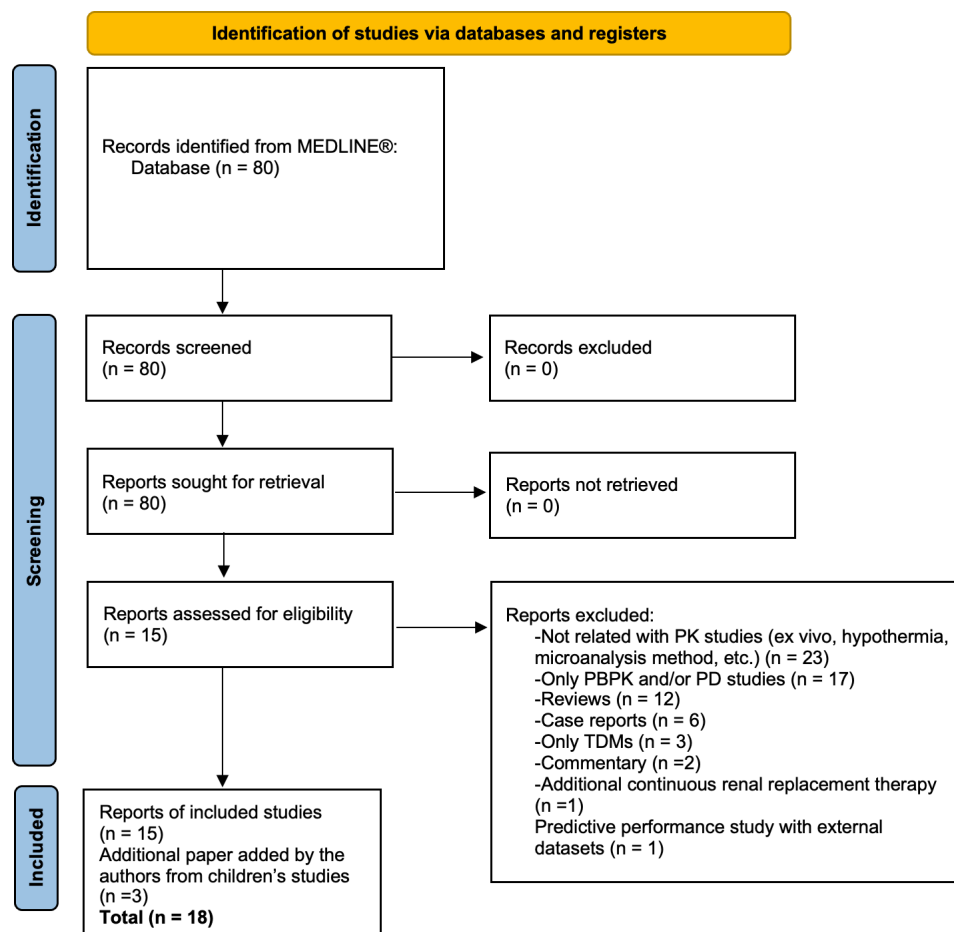 Identification of studies via databases and registers
Identification
Records identified from MEDLINE®:
Database (n = 80)
Screening
Records screened
(n = 80)
Records excluded
(n = 0)
Reports sought for retrieval
(n = 80)
Reports not retrieved
(n = 0)
Reports assessed for eligibility
(n = 15)
Reports excluded:
-Not related with PK studies (ex vivo, hypothermia,
microanalysis method, etc.) (n = 23)
-Only PBPK and/or PD studies (n = 17)
-Reviews (n = 12)
-Case reports (n = 6)
-Only TDMs (n = 3)
-Commentary (n =2)
-Additional continuous renal replacement therapy
(n =1)
Predictive performance study with external
datasets (n = 1)
Included
Reports of included studies
(n = 15)
Additional paper added by the
authors from children’s studies
(n =3)
Total (n = 18)